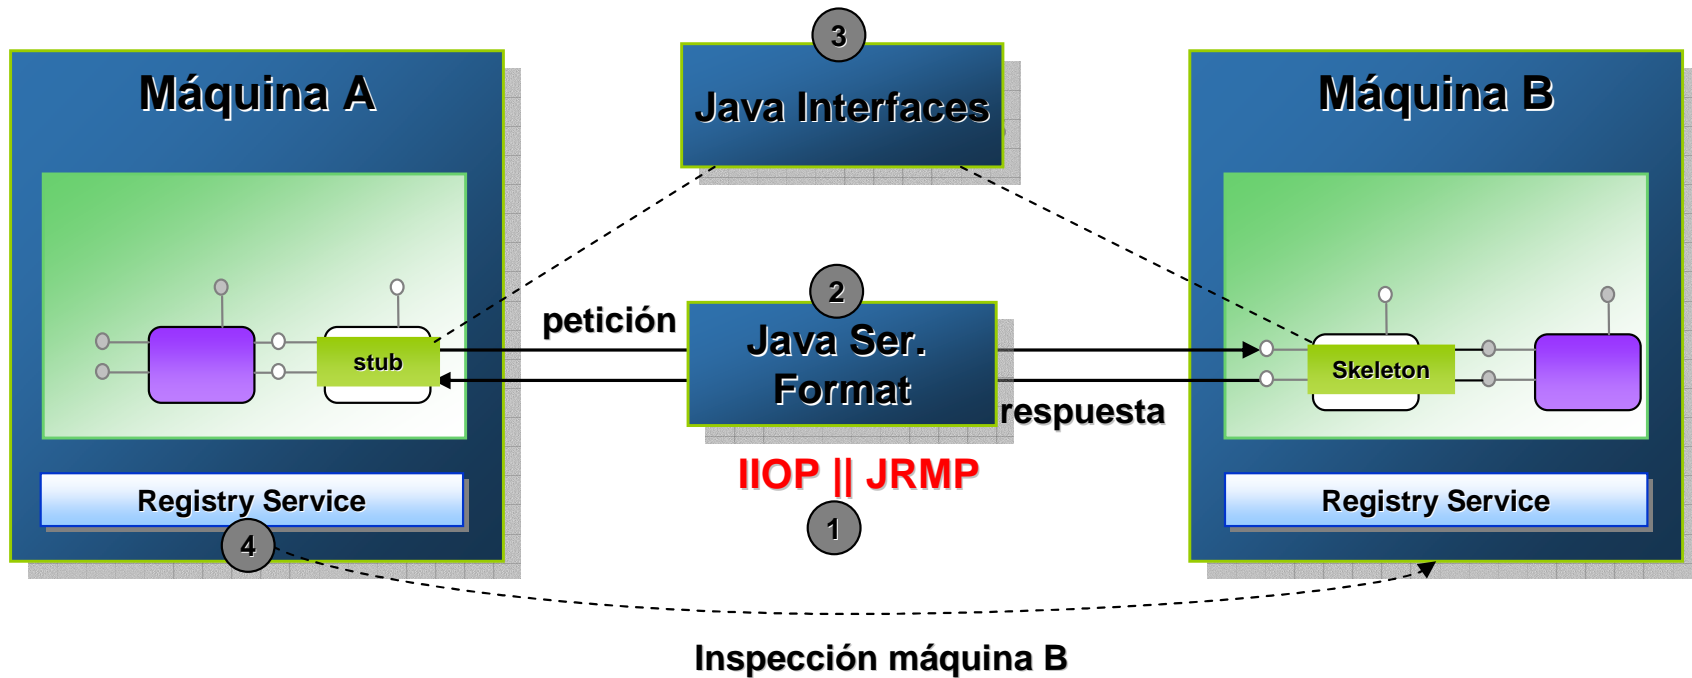 3
Máquina A
Java Interfaces
Máquina B
2
petición
Java Ser.
Format
stub
Skeleton
respuesta
IIOP || JRMP
Registry Service
1
Registry Service
4
Inspección máquina B